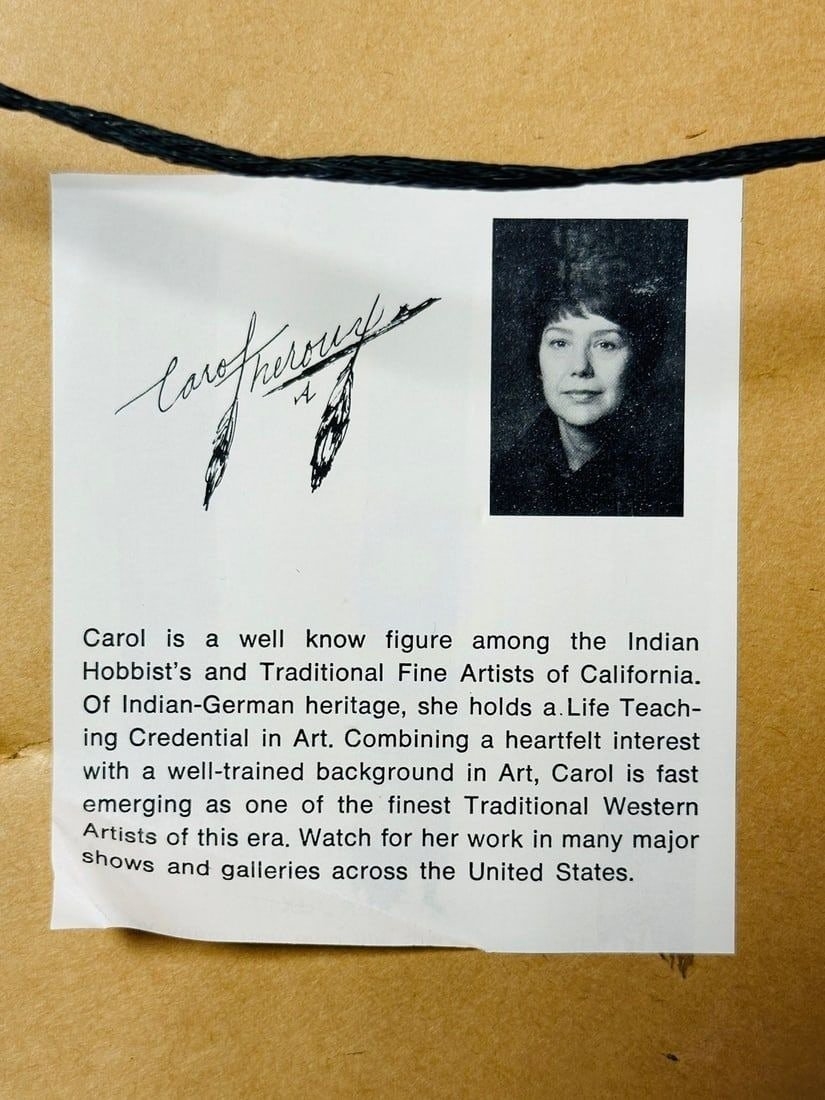 Carol Theroux
A
Carol is a well know figure among the Indian
Hobbist's and Traditional Fine Artists of California.
Of Indian-German heritage, she holds a Life Teach-
ing Credential in Art. Combining a heartfelt interest
with a well-trained background in Art, Carol is fast
emerging as one of the finest Traditional Western
Artists of this era. Watch for her work in many major
shows and galleries across the United States.